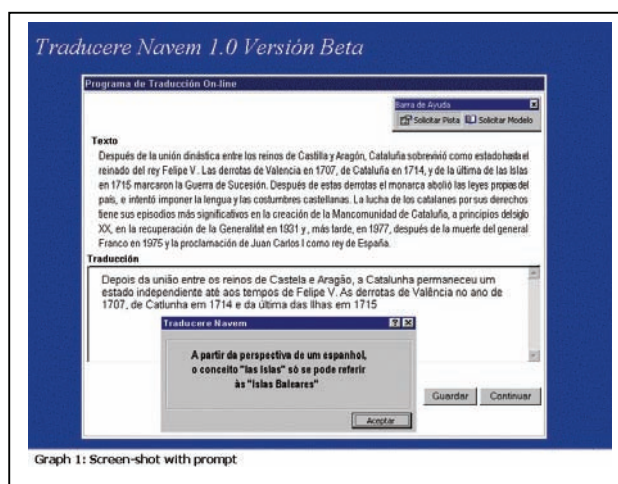 Traducere Navem 1.0 Versión Beta
Programa de Traducción On-line
Barra de Ayuda
Solicitar Pista Solicitar Modelo
Texto
Después de la unión dinástica entre los reinos de Castilla y Aragón, Cataluña sobrevivió como estado hasta el
reinado del rey Felipe V. Las derrotas de Valencia en 1707, de Cataluña en 1714, y de la última de las Islas
en 1715 marcaron la Guerra de Sucesión. Después de estas derrotas el monarca abolió las leyes propias del
país, e intentó imponer la lengua y las costumbres castellanas. La lucha de los catalanes por sus derechos
tiene sus episodios más significativos en la creación de la Mancomunidad de Cataluña, a principios del siglo
XX, en la recuperación de la Generalitat en 1931 y, más tarde, en 1977, después de la muerte del general
Franco en 1975 y la proclamación de Juan Carlos I como rey de España.
Traducción
Depois da união entre os reinos de Castela e Aragão, a Catalunha permaneceu um
estado independente até aos tempos de Felipe V. As derrotas de Valência no ano de
1707, de Catlunha em 1714 e da última das Ilhas em 1715
Traducere Navem
A partir da perspectiva de um espanhol,
o conceito "las Islas" só se pode referir
às "Islas Baleares"
Aceptar
Guardar Continuar
Graph 1: Screen-shot with prompt